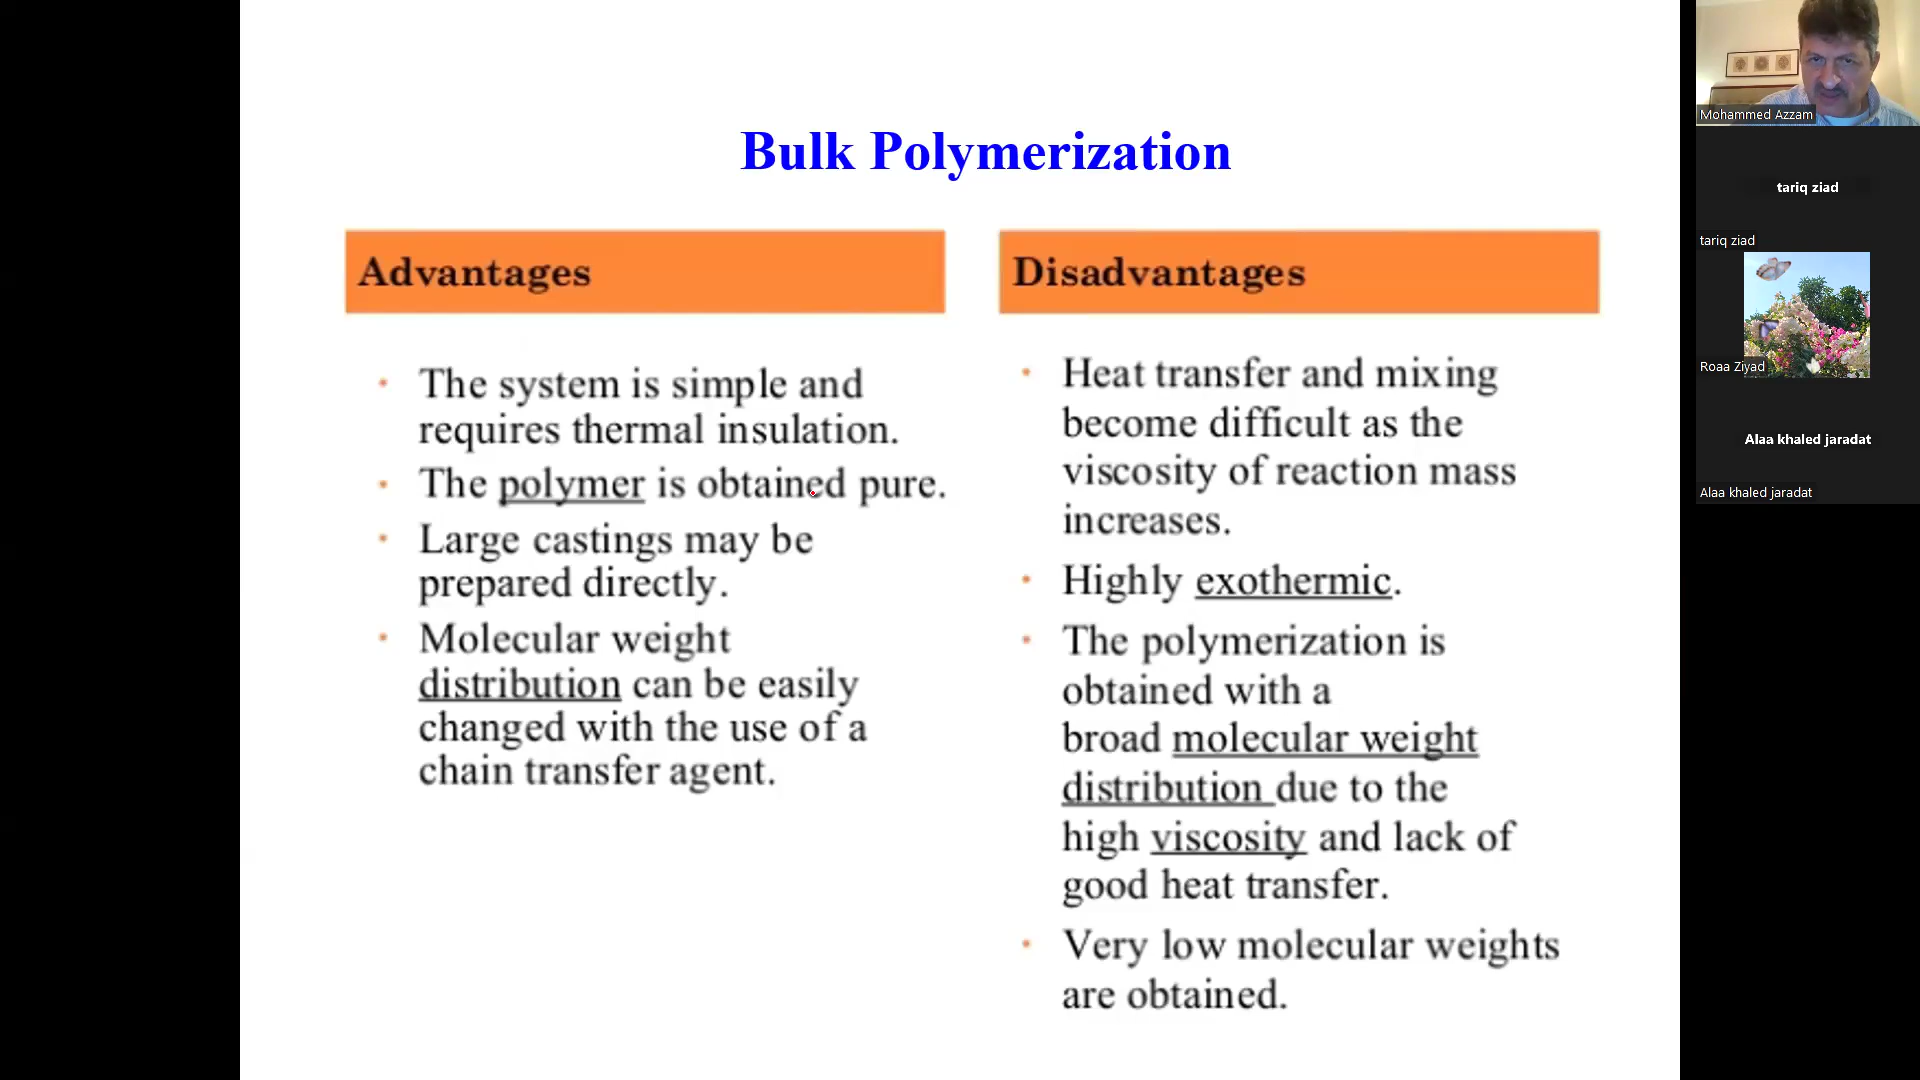 Bulk Polymerization
Advantages
The system is simple and
requires thermal insulation.
The polymer is obtained pure.
Large castings may be
prepared directly.
Molecular weight
distribution can be easily
changed with the use of a
chain transfer agent.
Disadvantages
Heat transfer and mixing
become difficult as the
viscosity of reaction mass
increases.
Highly exothermic.
The polymerization is
obtained with a
broad molecular weight
distribution due to the
high viscosity and lack of
good heat transfer.
Very low molecular weights
are obtained.
Mohammed Azzam
tariq ziad
tariq ziad
Roaa Ziyad
Alaa khaled jaradat
Alaa khaled jaradat